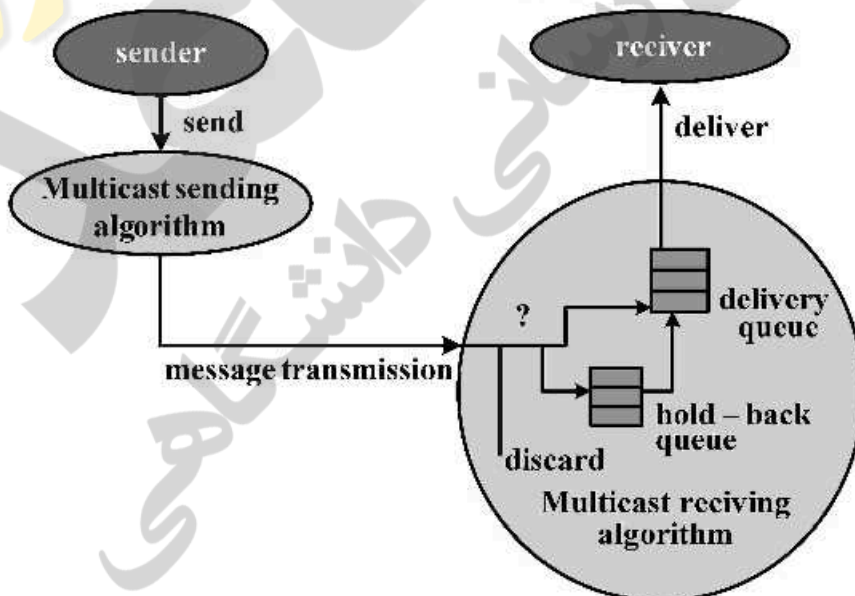 sender
reciver
send
deliver
Multicast sending
algorithm
?
delivery
queue
message transmission
hold – back
queue
discard
Multicast reciving
algorithm